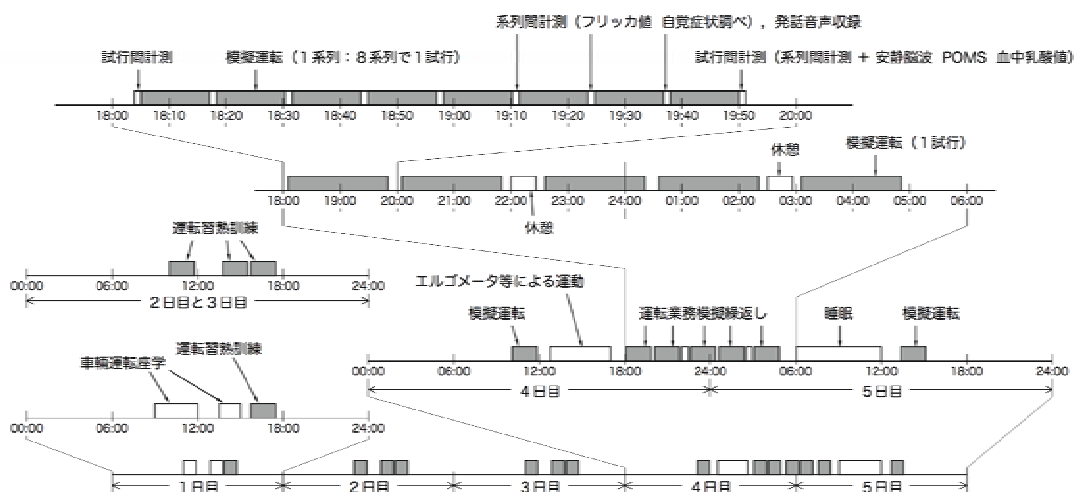 系列間計測（フリッカ値 自覚症状調べ），発話音声収録
試行間計測
模擬運転（1系列：8系列で1試行）
試行間計測（系列間計測 + 安静脳波 POMS 血中乳酸値）
18:00 18:10 18:20 18:30 18:40 18:50 19:00 19:10 19:20 19:30 19:40 19:50 20:00
休憩
模擬運転（1試行）
18:00 19:00 20:00 21:00 22:00 23:00 24:00 01:00 02:00 03:00 04:00 05:00 06:00
休憩
運転習熟訓練
00:00 06:00 12:00 18:00 24:00
2日目と3日目
エルゴメータ等による運動
模擬運転
運転業務模擬繰返し
睡眠
模擬運転
00:00 06:00 12:00 18:00 24:00 06:00 12:00 18:00 24:00
4日目
5日目
運転習熟訓練
車輛運転座学
00:00 06:00 12:00 18:00 24:00
1日目
2日目
3日目
4日目
5日目